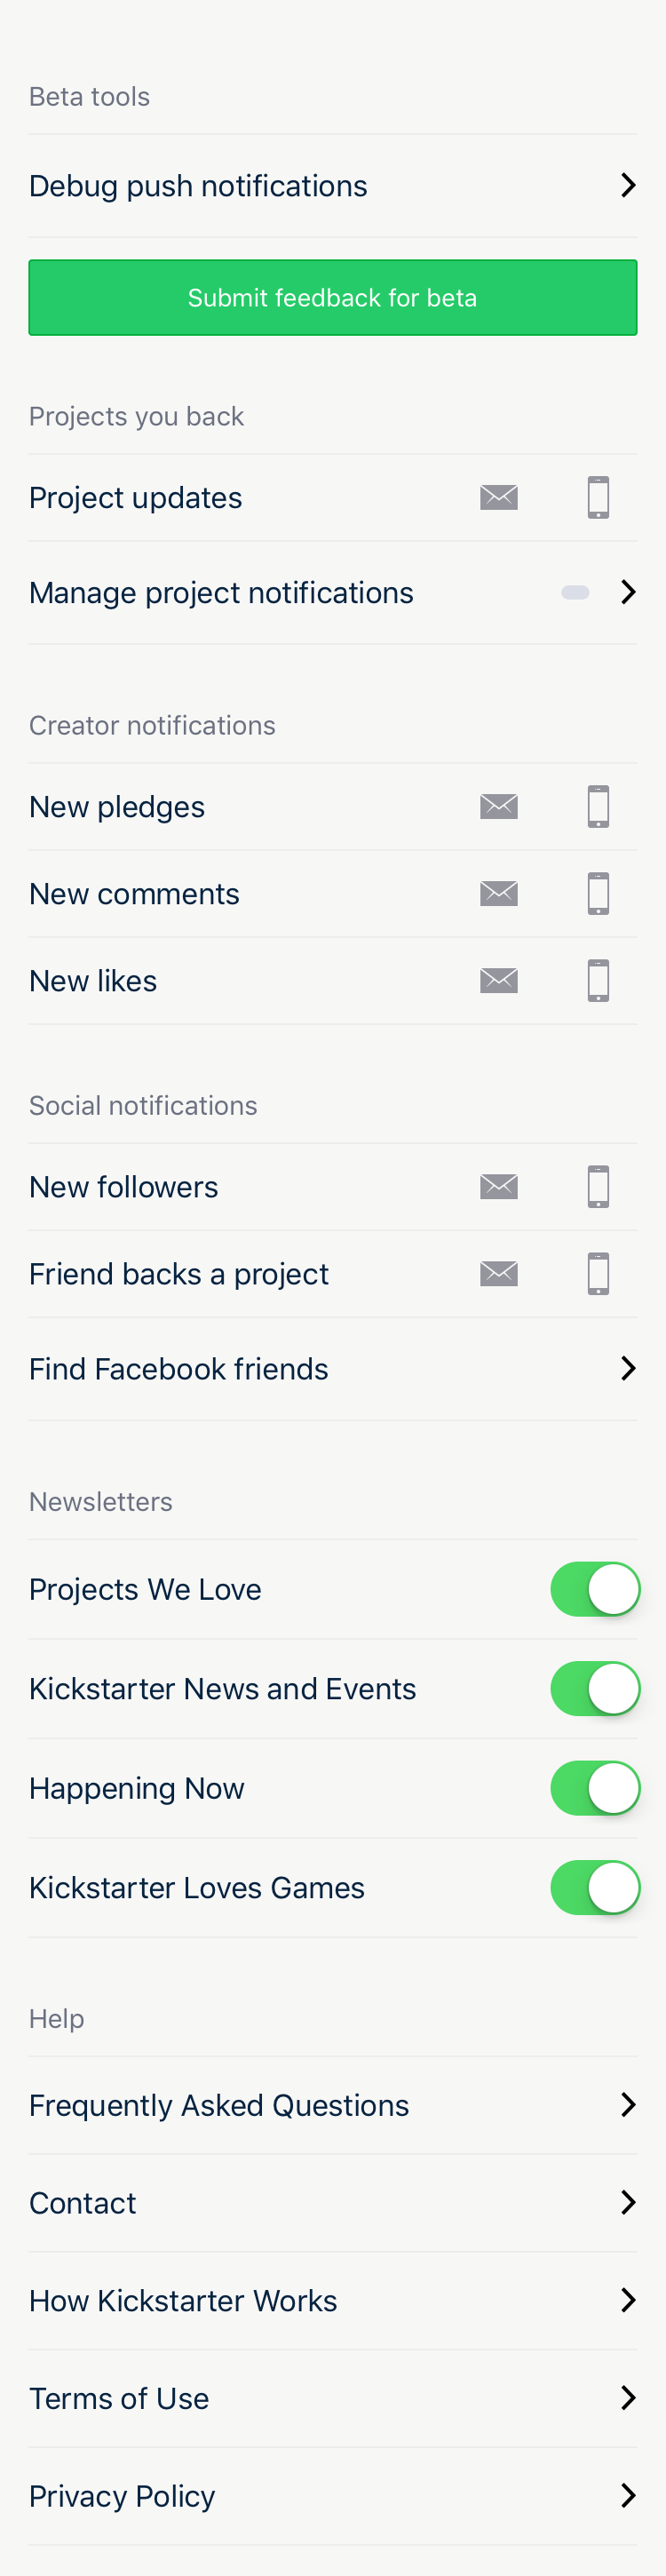 Beta tools
Debug push notifications
Submit feedback for beta
Projects you back
Project updates
Manage project notifications
Creator notifications
New pledges
New comments
New likes
Social notifications
New followers
Friend backs a project
Find Facebook friends
Newsletters
Projects We Love
Kickstarter News and Events
Happening Now
Kickstarter Loves Games
Help
Frequently Asked Questions
Contact
How Kickstarter Works
Terms of Use
Privacy Policy